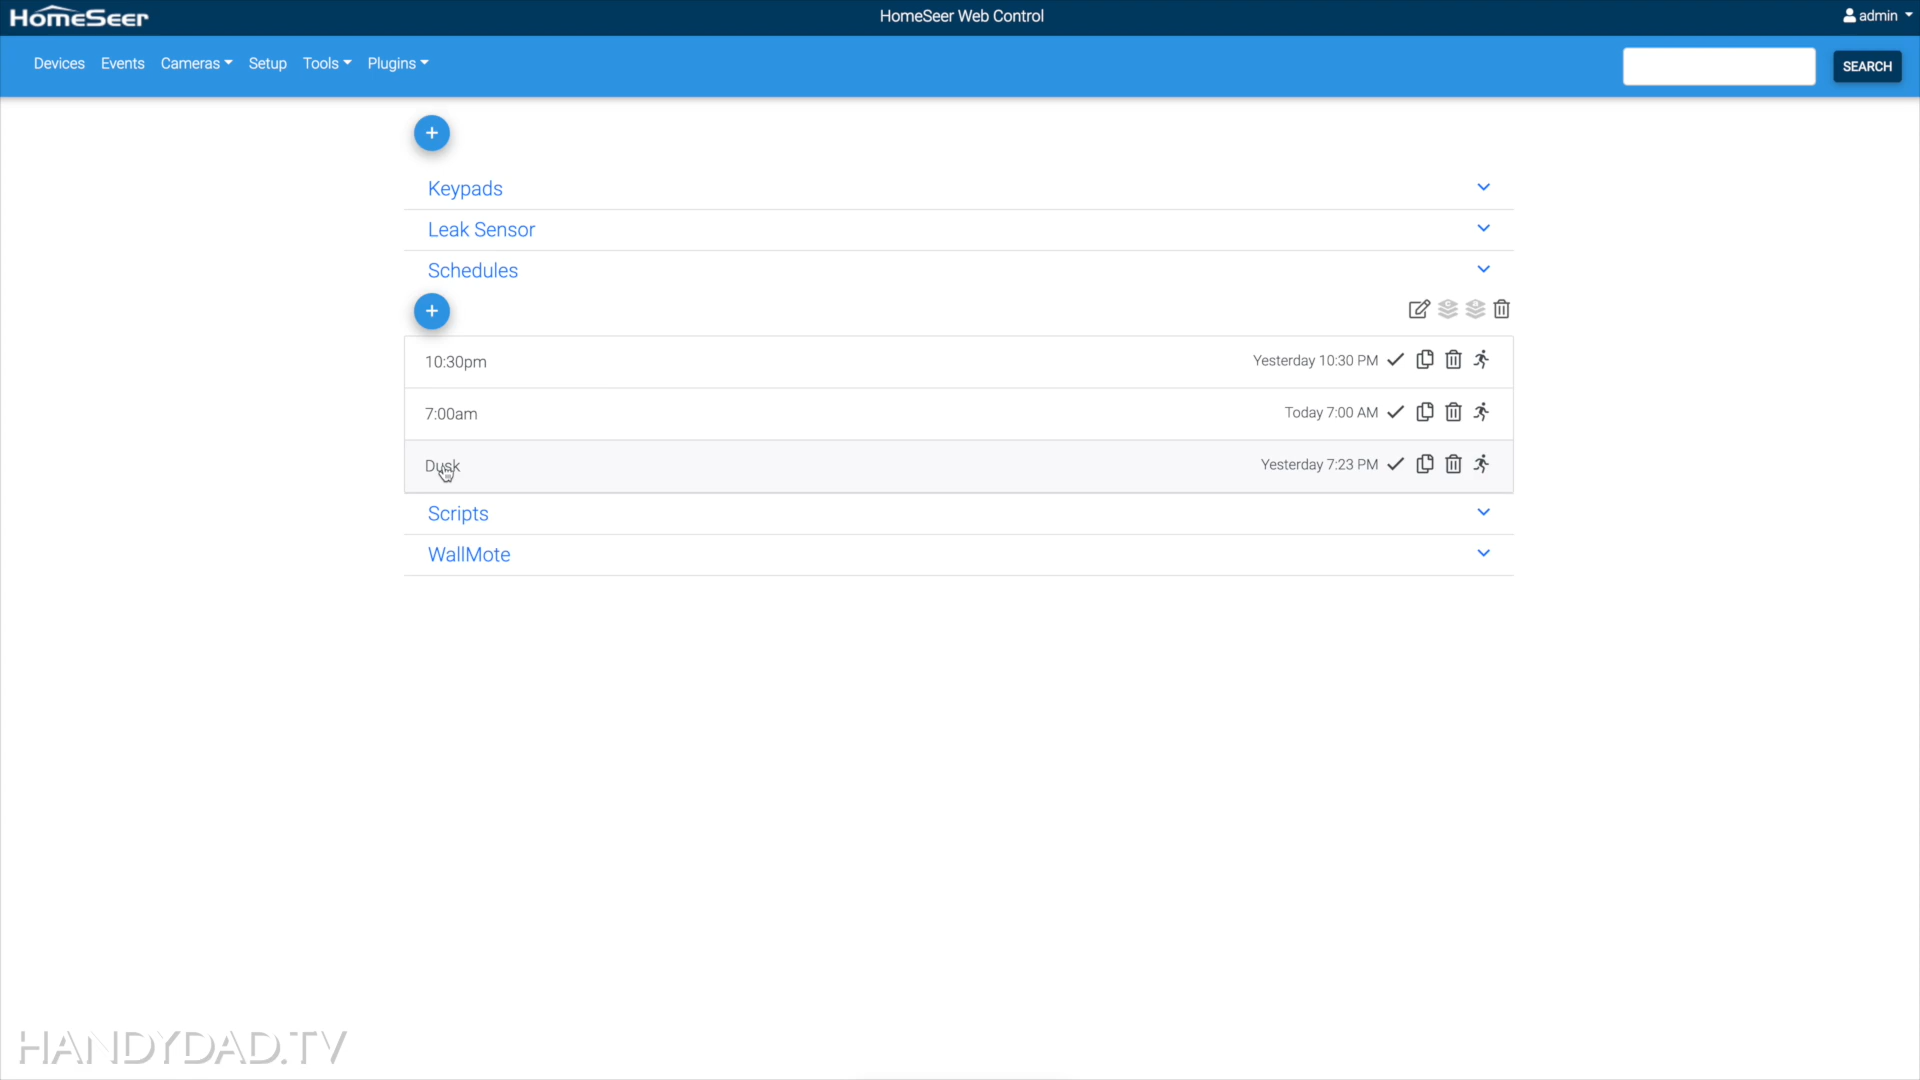 HomeSeer
HomeSeer Web Control
admin
Devices
Events
Cameras
Setup
Tools
Plugins
SEARCH
Keypads
Leak Sensor
Schedules
10:30pm
Yesterday 10:30 PM
7:00am
Today 7:00 AM
Dusk
Yesterday 7:23 PM
Scripts
WallMote
HANDYDAD.TV